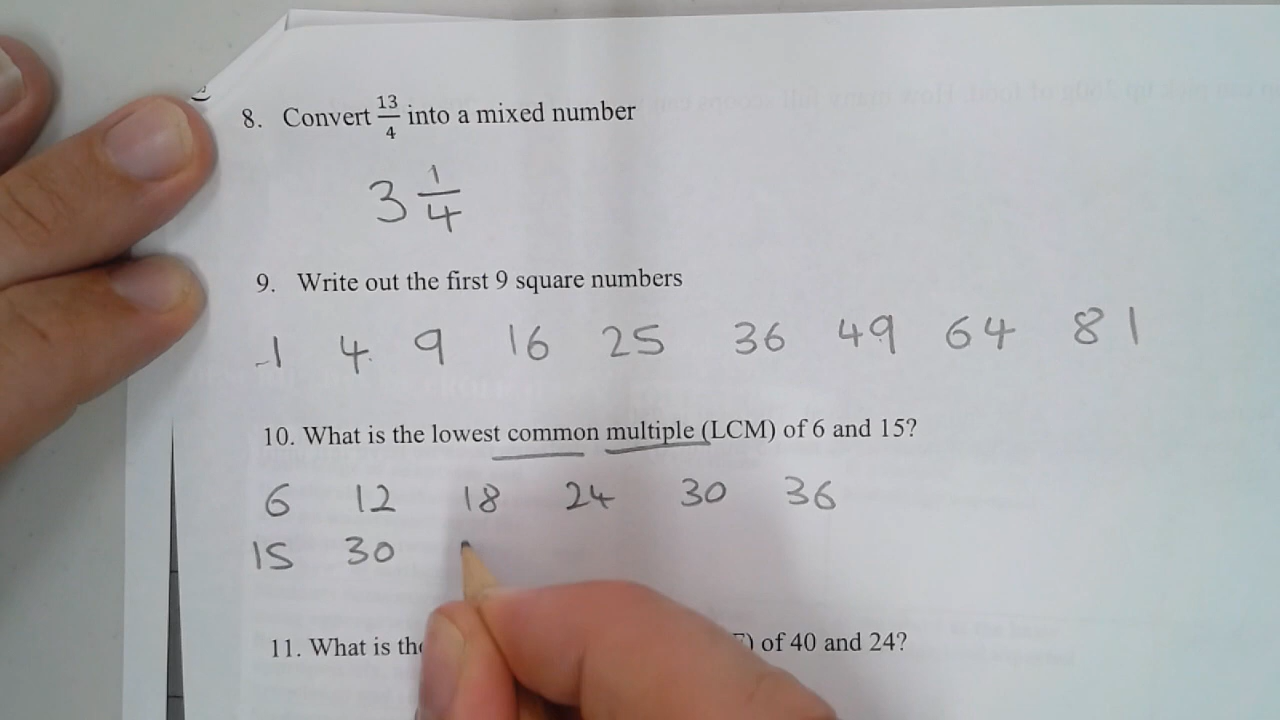 8. Convert 13/4 into a mixed number
3 1/4
9. Write out the first 9 square numbers
1 4 9 16 25 36 49 64 81
10. What is the lowest common multiple (LCM) of 6 and 15?
6 12 18 24 30 36
15 30
11. What is the of 40 and 24?